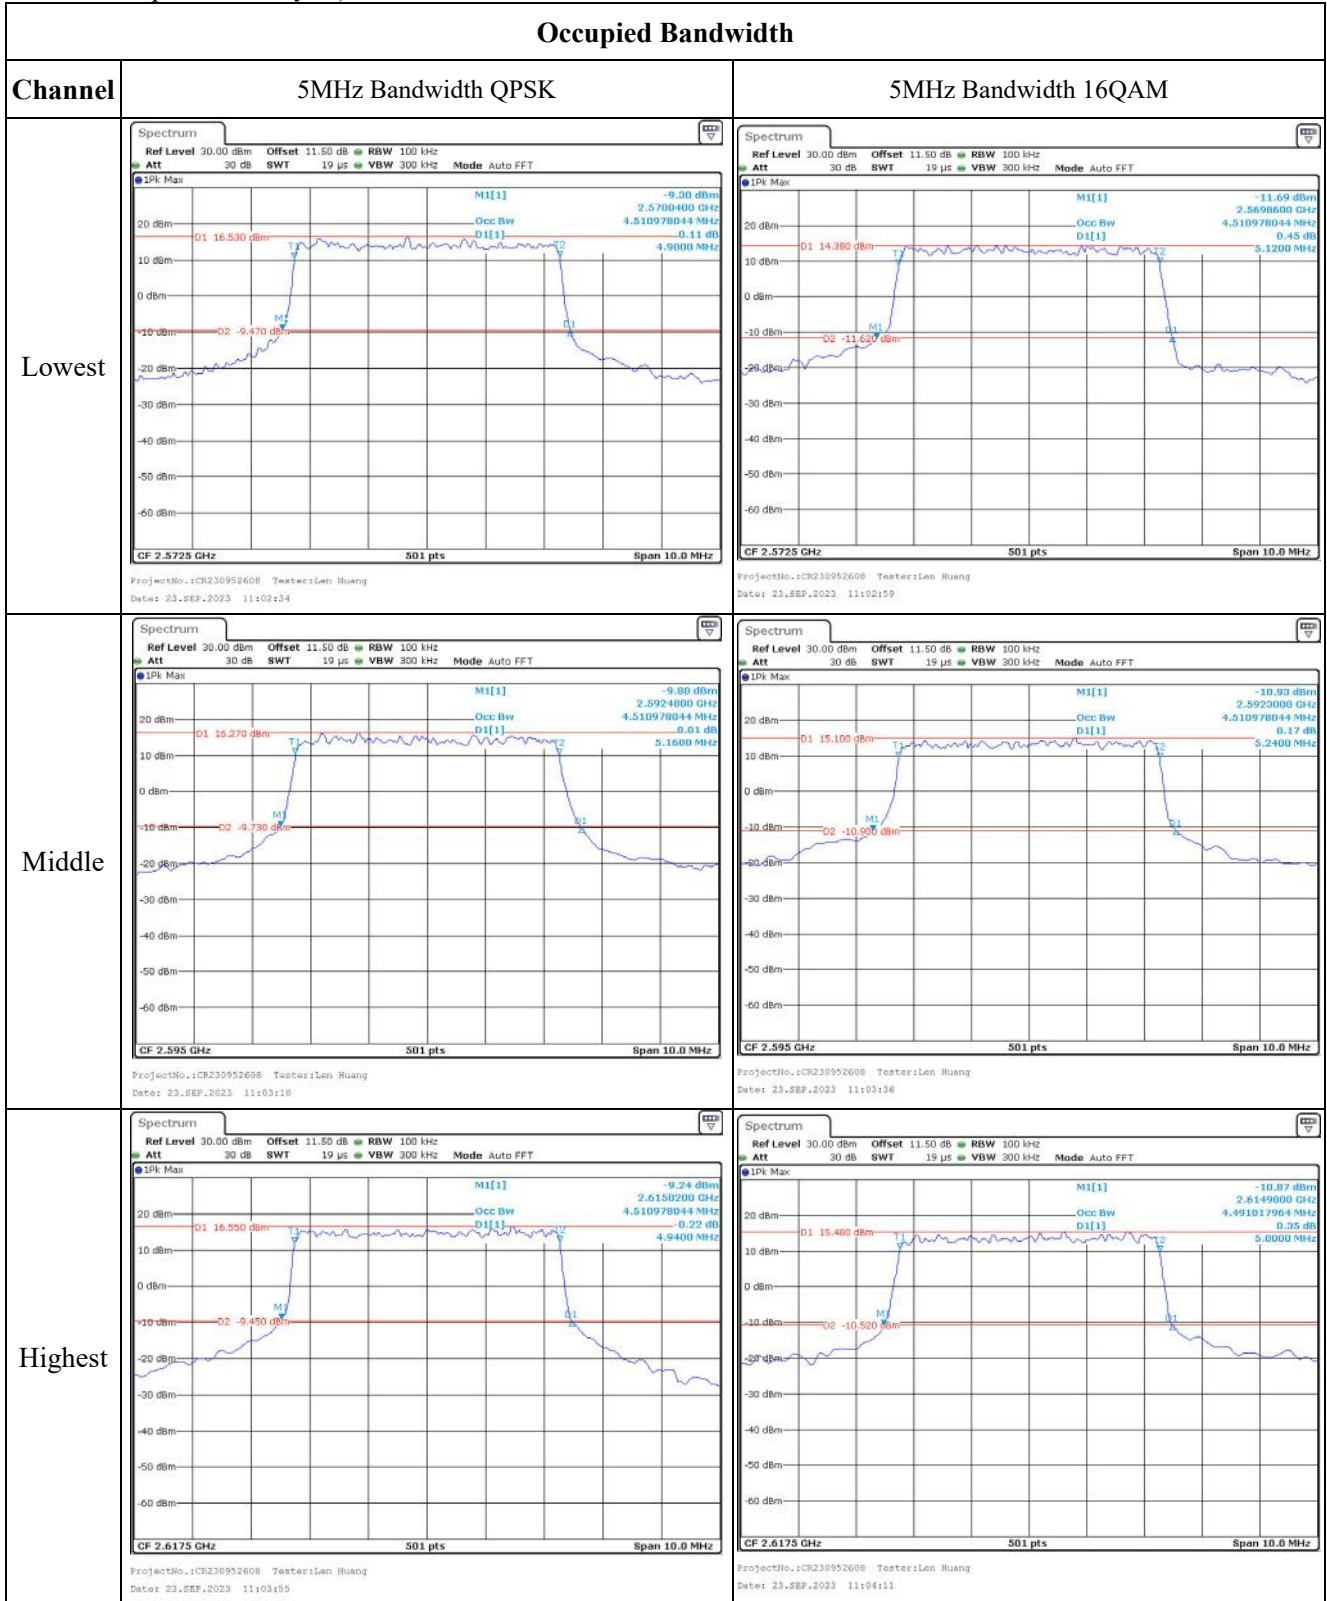 Occupied Bandwidth
Channel
5MHz Bandwidth QPSK
5MHz Bandwidth 16QAM
Lowest
Spectrum
Ref Level 30.00 dBm Offset 11.50 dB RBW 100 kHz
Att 30 dB SWT 19 µs VBW 300 kHz Mode Auto FFT
1Pk Max
M1[1] -9.30 dBm
2.5700400 GHz
Occ Bw 4.510978044 MHz
D1[1] -0.11 dB
4.9000 MHz
20 dBm
D1 16.530 dBm
T1
T2
10 dBm
0 dBm
M1
-10 dBm
D2 -9.470 dBm
D1
-20 dBm
-30 dBm
-40 dBm
-50 dBm
-60 dBm
CF 2.5725 GHz 501 pts Span 10.0 MHz
ProjectNo.:CR230952608 Tester:Len Huang
Date: 23.SEP.2023 11:02:34
Spectrum
Ref Level 30.00 dBm Offset 11.50 dB RBW 100 kHz
Att 30 dB SWT 19 µs VBW 300 kHz Mode Auto FFT
1Pk Max
M1[1] -11.69 dBm
2.5698600 GHz
Occ Bw 4.510978044 MHz
D1[1] 0.45 dB
5.1200 MHz
20 dBm
D1 14.380 dBm
T1
T2
10 dBm
0 dBm
M1
-10 dBm
D2 -11.620 dBm
D1
-20 dBm
-30 dBm
-40 dBm
-50 dBm
-60 dBm
CF 2.5725 GHz 501 pts Span 10.0 MHz
ProjectNo.:CR230952608 Tester:Len Huang
Date: 23.SEP.2023 11:02:59
Middle
Spectrum
Ref Level 30.00 dBm Offset 11.50 dB RBW 100 kHz
Att 30 dB SWT 19 µs VBW 300 kHz Mode Auto FFT
1Pk Max
M1[1] -9.80 dBm
2.5924800 GHz
Occ Bw 4.510978044 MHz
D1[1] 0.01 dB
5.1600 MHz
20 dBm
D1 16.270 dBm
T1
T2
10 dBm
0 dBm
M1
-10 dBm
D2 -9.730 dBm
D1
-20 dBm
-30 dBm
-40 dBm
-50 dBm
-60 dBm
CF 2.595 GHz 501 pts Span 10.0 MHz
ProjectNo.:CR230952608 Tester:Len Huang
Date: 23.SEP.2023 11:03:18
Spectrum
Ref Level 30.00 dBm Offset 11.50 dB RBW 100 kHz
Att 30 dB SWT 19 µs VBW 300 kHz Mode Auto FFT
1Pk Max
M1[1] -10.93 dBm
2.5923000 GHz
Occ Bw 4.510978044 MHz
D1[1] 0.17 dB
5.2400 MHz
20 dBm
D1 15.100 dBm
T1
T2
10 dBm
0 dBm
M1
-10 dBm
D2 -10.900 dBm
D1
-20 dBm
-30 dBm
-40 dBm
-50 dBm
-60 dBm
CF 2.595 GHz 501 pts Span 10.0 MHz
ProjectNo.:CR230952608 Tester:Len Huang
Date: 23.SEP.2023 11:03:36
Highest
Spectrum
Ref Level 30.00 dBm Offset 11.50 dB RBW 100 kHz
Att 30 dB SWT 19 µs VBW 300 kHz Mode Auto FFT
1Pk Max
M1[1] -9.24 dBm
2.6150200 GHz
Occ Bw 4.510978044 MHz
D1[1] -0.22 dB
4.9400 MHz
20 dBm
D1 16.550 dBm
T1
T2
10 dBm
0 dBm
M1
-10 dBm
D2 -9.450 dBm
D1
-20 dBm
-30 dBm
-40 dBm
-50 dBm
-60 dBm
CF 2.6175 GHz 501 pts Span 10.0 MHz
ProjectNo.:CR230952608 Tester:Len Huang
Date: 23.SEP.2023 11:03:55
Spectrum
Ref Level 30.00 dBm Offset 11.50 dB RBW 100 kHz
Att 30 dB SWT 19 µs VBW 300 kHz Mode Auto FFT
1Pk Max
M1[1] -10.87 dBm
2.6149800 GHz
Occ Bw 4.491017964 MHz
D1[1] 0.35 dB
5.0000 MHz
20 dBm
D1 15.480 dBm
T1
T2
10 dBm
0 dBm
M1
-10 dBm
D2 -10.520 dBm
D1
-20 dBm
-30 dBm
-40 dBm
-50 dBm
-60 dBm
CF 2.6175 GHz 501 pts Span 10.0 MHz
ProjectNo.:CR230952608 Tester:Len Huang
Date: 23.SEP.2023 11:04:11